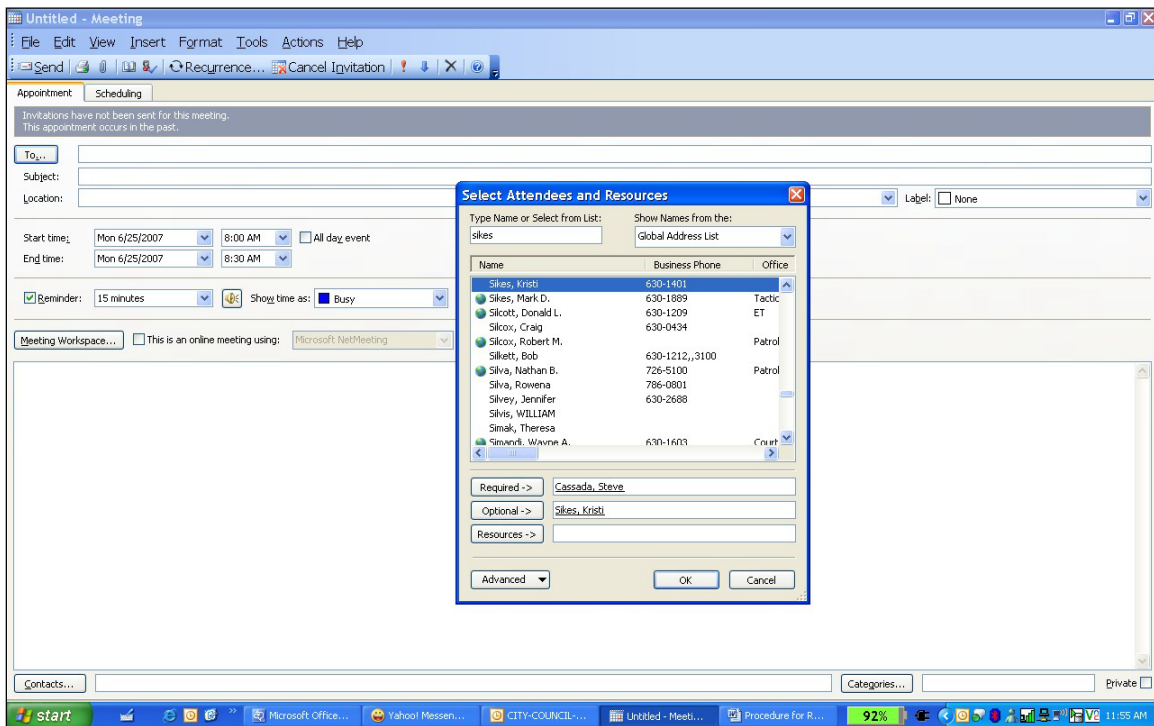 Untitled - Meeting
File Edit View Insert Format Tools Actions Help
Send Recurrence... Cancel Invitation
Appointment Scheduling
Invitations have not been sent for this meeting.
This appointment occurs in the past.
To...
Subject:
Location: Label: None
Start time: Mon 6/25/2007 8:00 AM All day event
End time: Mon 6/25/2007 8:30 AM
Reminder: 15 minutes Show time as: Busy
Meeting Workspace... This is an online meeting using: Microsoft NetMeeting
Select Attendees and Resources
Type Name or Select from List: Show Names from the:
sikes Global Address List
Name Business Phone Office
Sikes, Kristi 630-1401
Sikes, Mark D. 630-1889 Tactic
Silcott, Donald L. 630-1209 ET
Silcox, Craig 630-0434
Silcox, Robert M. Patrol
Silkett, Bob 630-1212,,3100
Silva, Nathan B. 726-5100 Patrol
Silva, Rowena 786-0801
Silvey, Jennifer 630-2688
Silvis, WILLIAM
Simak, Theresa
Simandi, Wayne A. 630-1603 Court
Required -> Cassada, Steve
Optional -> Sikes, Kristi
Resources ->
Advanced OK Cancel
Contacts... Categories... Private
start Microsoft Office... Yahoo! Messen... CITY-COUNCIL-... Untitled - Meeti... Procedure for R... 92% 11:55 AM